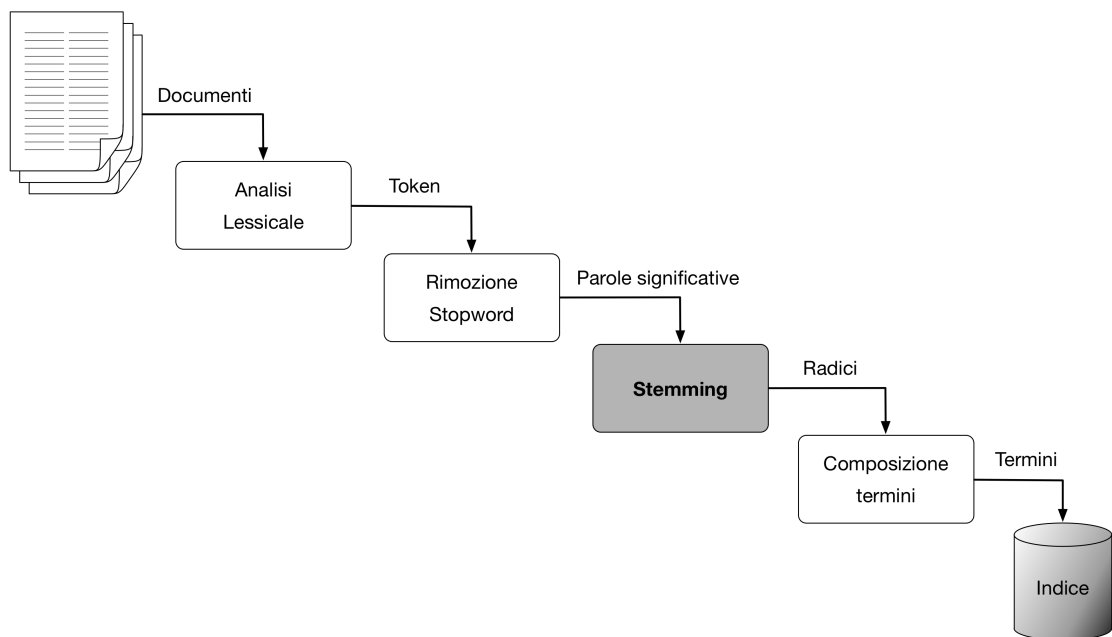 Documenti
Analisi
Lessicale
Token
Rimozione
Stopword
Parole significative
Stemming
Radici
Composizione
termini
Termini
Indice